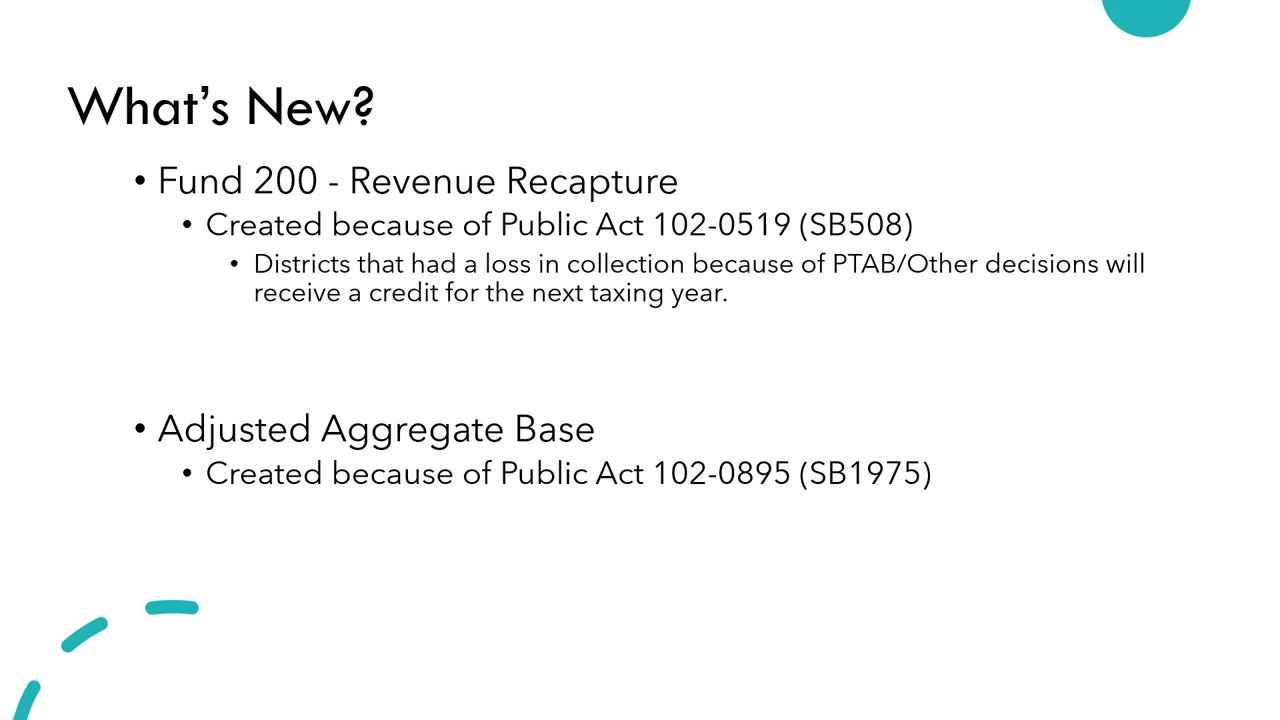 What’s New?
• Fund 200 - Revenue Recapture
• Created because of Public Act 102-0519 (SB508)
• Districts that had a loss in collection because of PTAB/Other decisions will
receive a credit for the next taxing year.
• Adjusted Aggregate Base
• Created because of Public Act 102-0895 (SB1975)